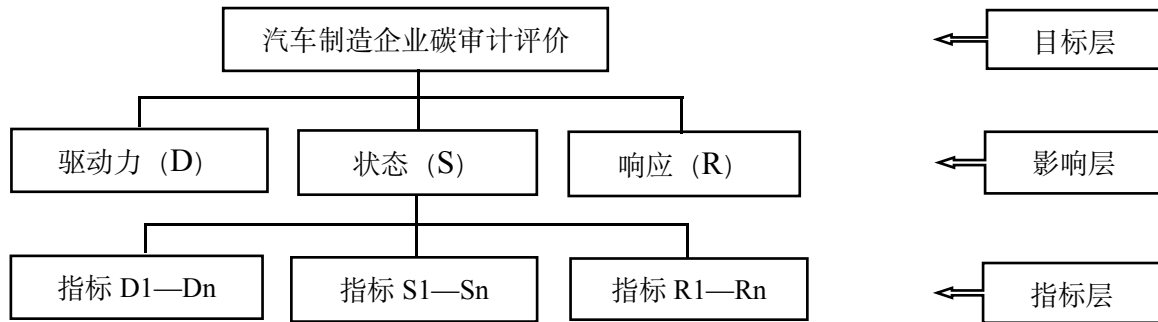 汽车制造企业碳审计评价
目标层
驱动力（D）
状态（S）
响应（R）
影响层
指标 D1—Dn
指标 S1—Sn
指标 R1—Rn
指标层